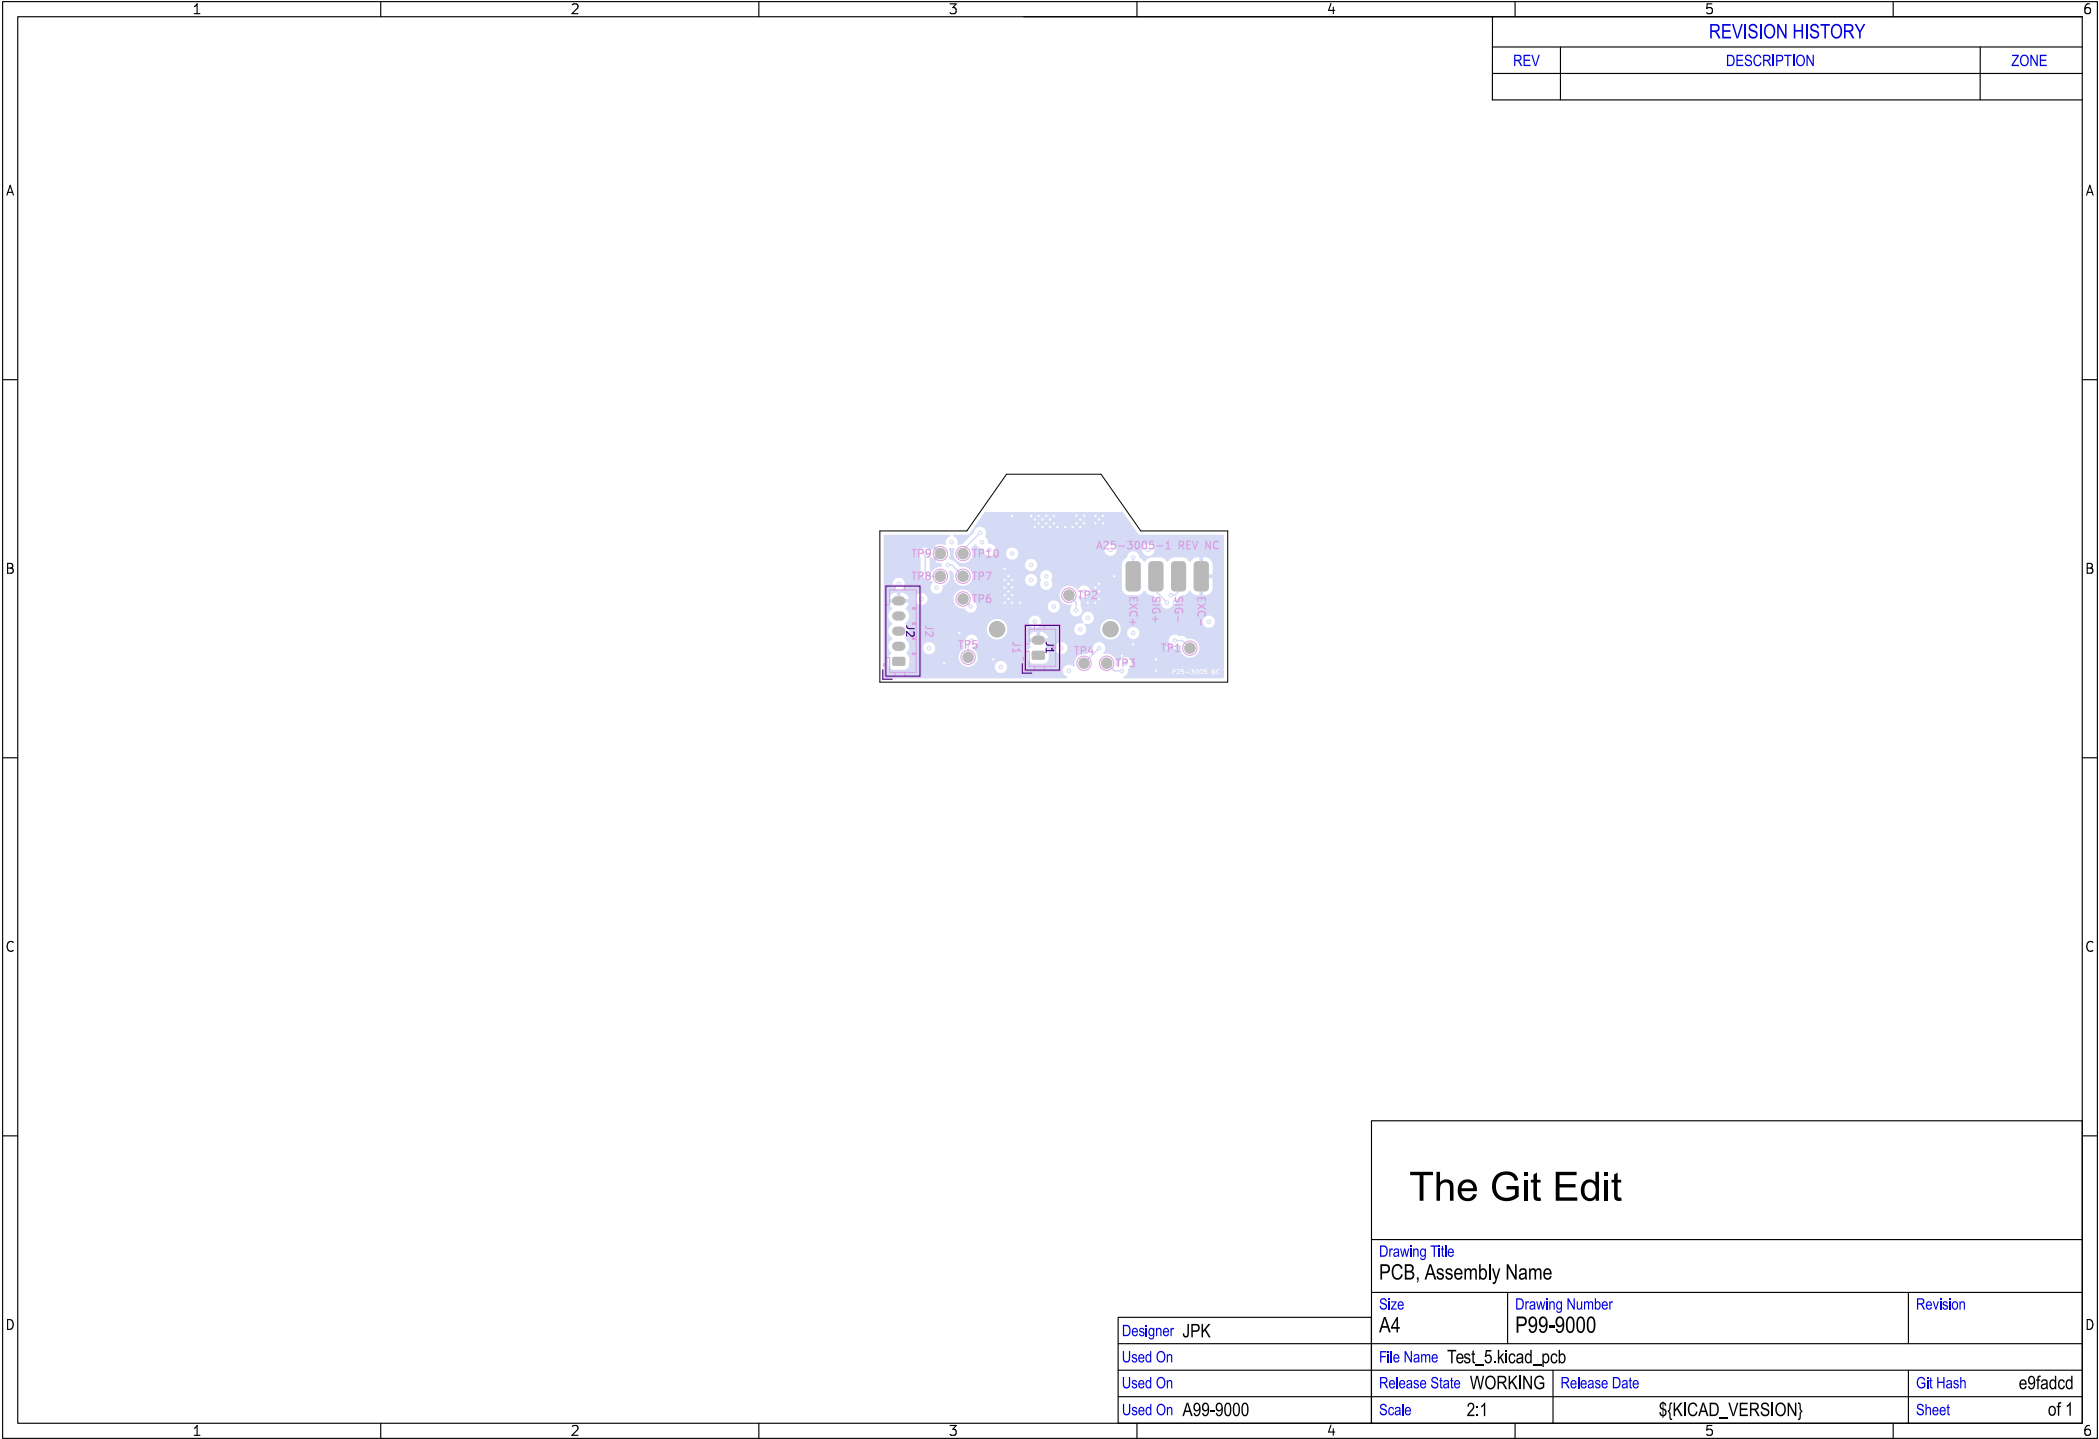 1 2 3 4 5 6
REVISION HISTORY
REV DESCRIPTION ZONE
A A
B B
A25-3005-1 REV NC
TP9 TP10
TP8 TP7
TP6 TP2
EXC+ SIG+ SIG- EXC-
J2 J2
TP5 J1 J1 TP4 TP3 TP1
P25-3005 NC
C C
The Git Edit
Drawing Title
PCB, Assembly Name
Size Drawing Number Revision
A4 P99-9000
D D
Designer JPK
Used On File Name Test_5.kicad_pcb
Used On Release State WORKING Release Date Git Hash e9fadcd
Used On A99-9000 Scale 2:1 ${KICAD_VERSION} Sheet of 1
1 2 3 4 5 6